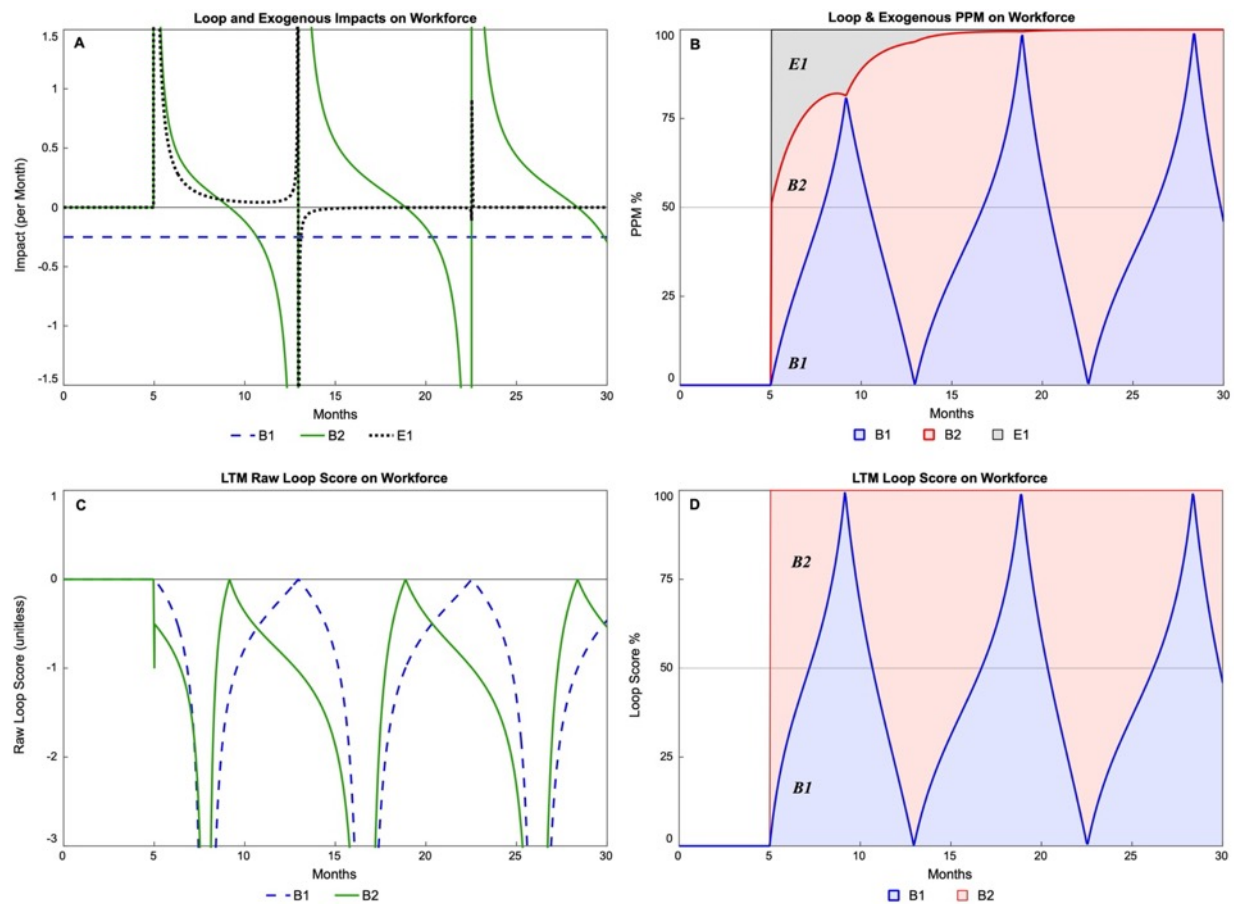 Loop and Exogenous Impacts on Workforce
A
Impact (per Month)
1.5
1
0.5
0
-0.5
-1
-1.5
0 5 10 15 20 25 30
Months
B1 B2 E1
Loop & Exogenous PPM on Workforce
B
PPM %
100
75
50
25
0
E1
B2
B1
0 5 10 15 20 25 30
Months
B1 B2 E1
LTM Raw Loop Score on Workforce
C
Raw Loop Score (unitless)
1
0
-1
-2
-3
0 5 10 15 20 25 30
Months
B1 B2
LTM Loop Score on Workforce
D
Loop Score %
100
75
50
25
0
B2
B1
0 5 10 15 20 25 30
Months
B1 B2